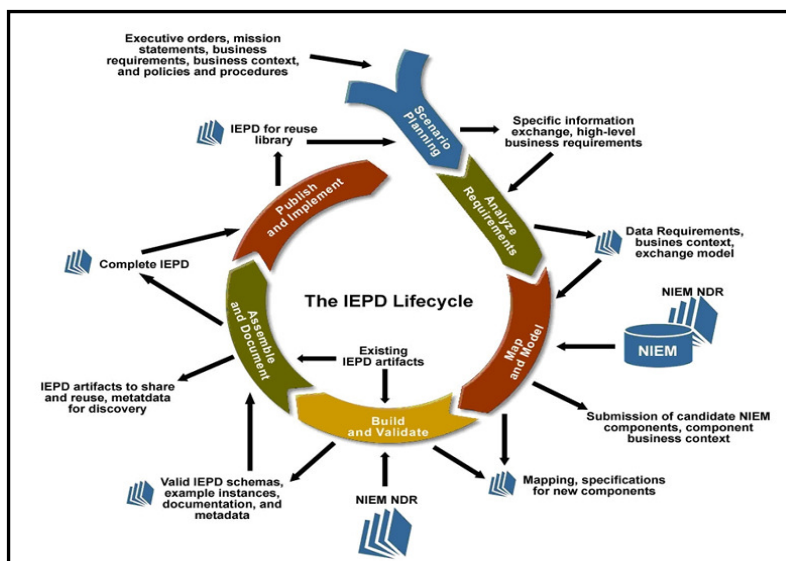 Executive orders, mission
statements, business
requirements, business context,
and policies and procedures
Scenario
Planning
Specific information
exchange, high-level
business requirements
IEPD for reuse
library
Analyze
Requirements
Publish
and Implement
Data Requirements,
busines context,
exchange model
Complete IEPD
NIEM NDR
NIEM
The IEPD Lifecycle
Map
and Model
Assemble
and Document
Existing
IEPD artifacts
IEPD artifacts to share
and reuse, metatdata
for discovery
Build
and Validate
Submission of candidate NIEM
components, component
business context
Valid IEPD schemas,
example instances,
documentation, and
metadata
NIEM NDR
Mapping, specifications
for new components